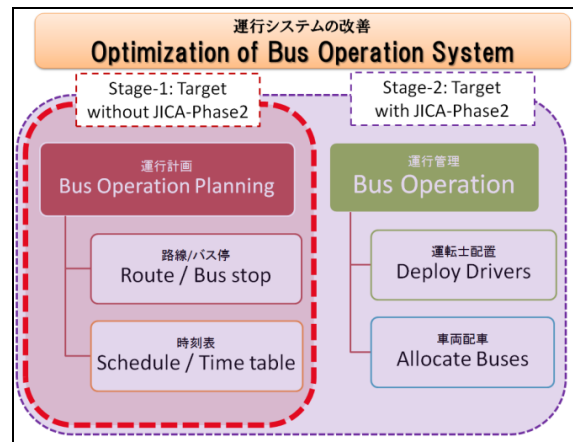 運行システムの改善
Optimization of Bus Operation System
Stage-1: Target
without JICA-Phase2
Stage-2: Target
with JICA-Phase2
運行計画
Bus Operation Planning
路線/バス停
Route / Bus stop
時刻表
Schedule / Time table
運行管理
Bus Operation
運転士配置
Deploy Drivers
車両配車
Allocate Buses